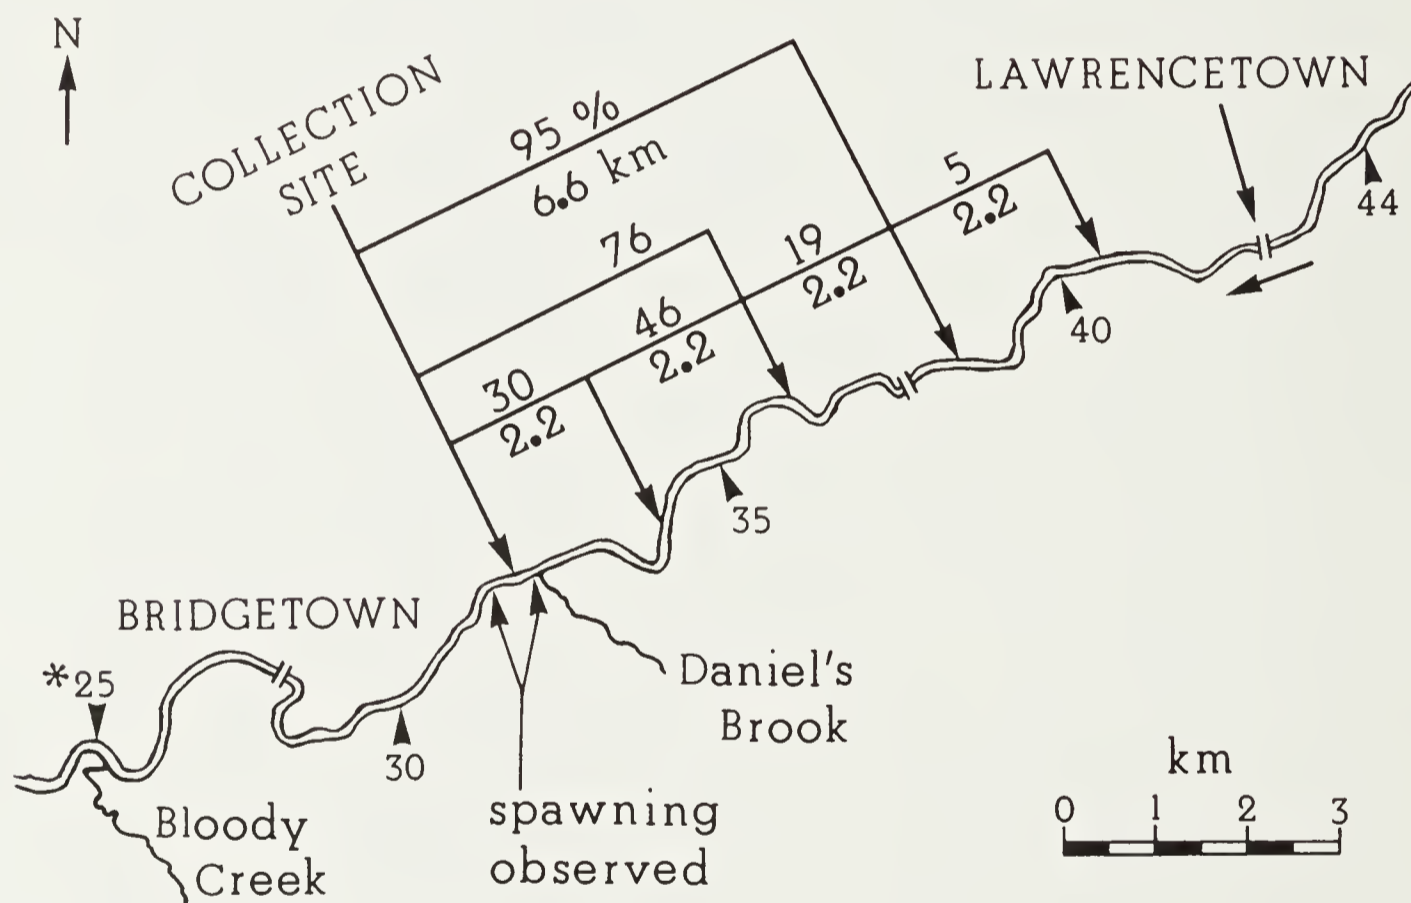 N
COLLECTION
SITE
95 %
6.6 km
LAWRENCETOWN
5
2.2
44
76
19
2.2
46
2.2
40
30
2.2
35
BRIDGETOWN
*25
Daniel's
Brook
30
km
0 1 2 3
spawning
observed
Bloody
Creek